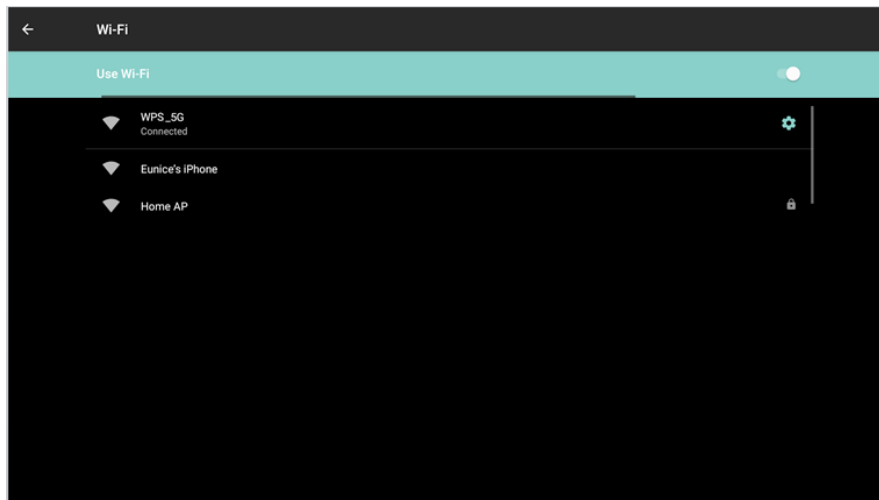 Wi-Fi
Use Wi-Fi
WPS_5G
Connected
Eunice's iPhone
Home AP